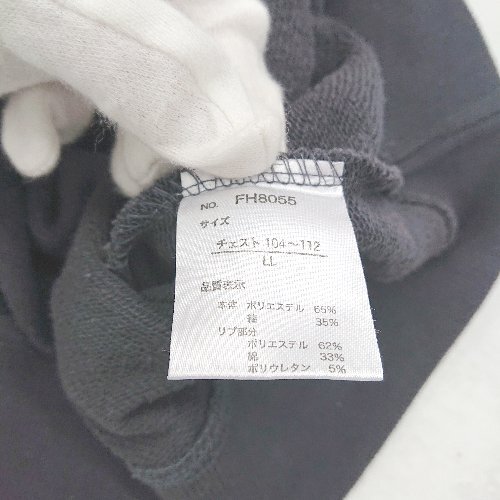 NO. FH8055
サイズ
チェスト 104〜112
LL
品質表示
本体 ポリエステル 65%
綿 35%
リブ部分
ポリエステル 62%
綿 33%
ポリウレタン 5%